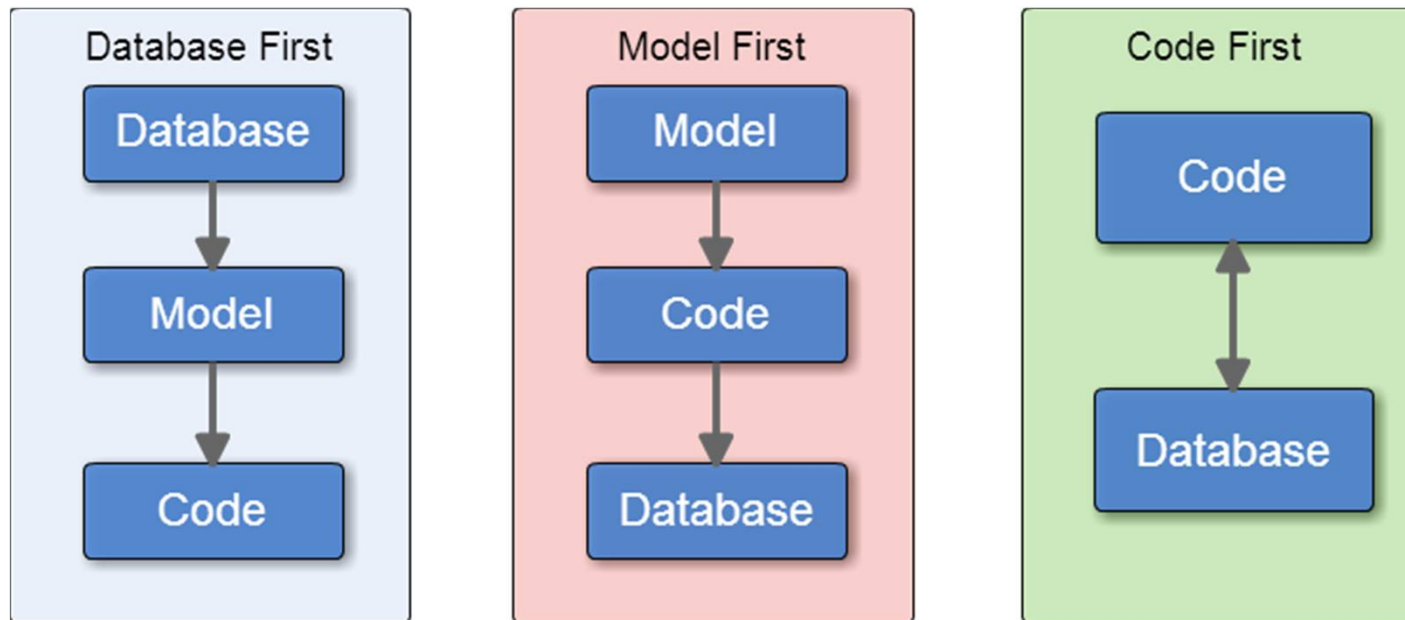 Database First
Database
Model
Code
Model First
Model
Code
Database
Code First
Code
Database